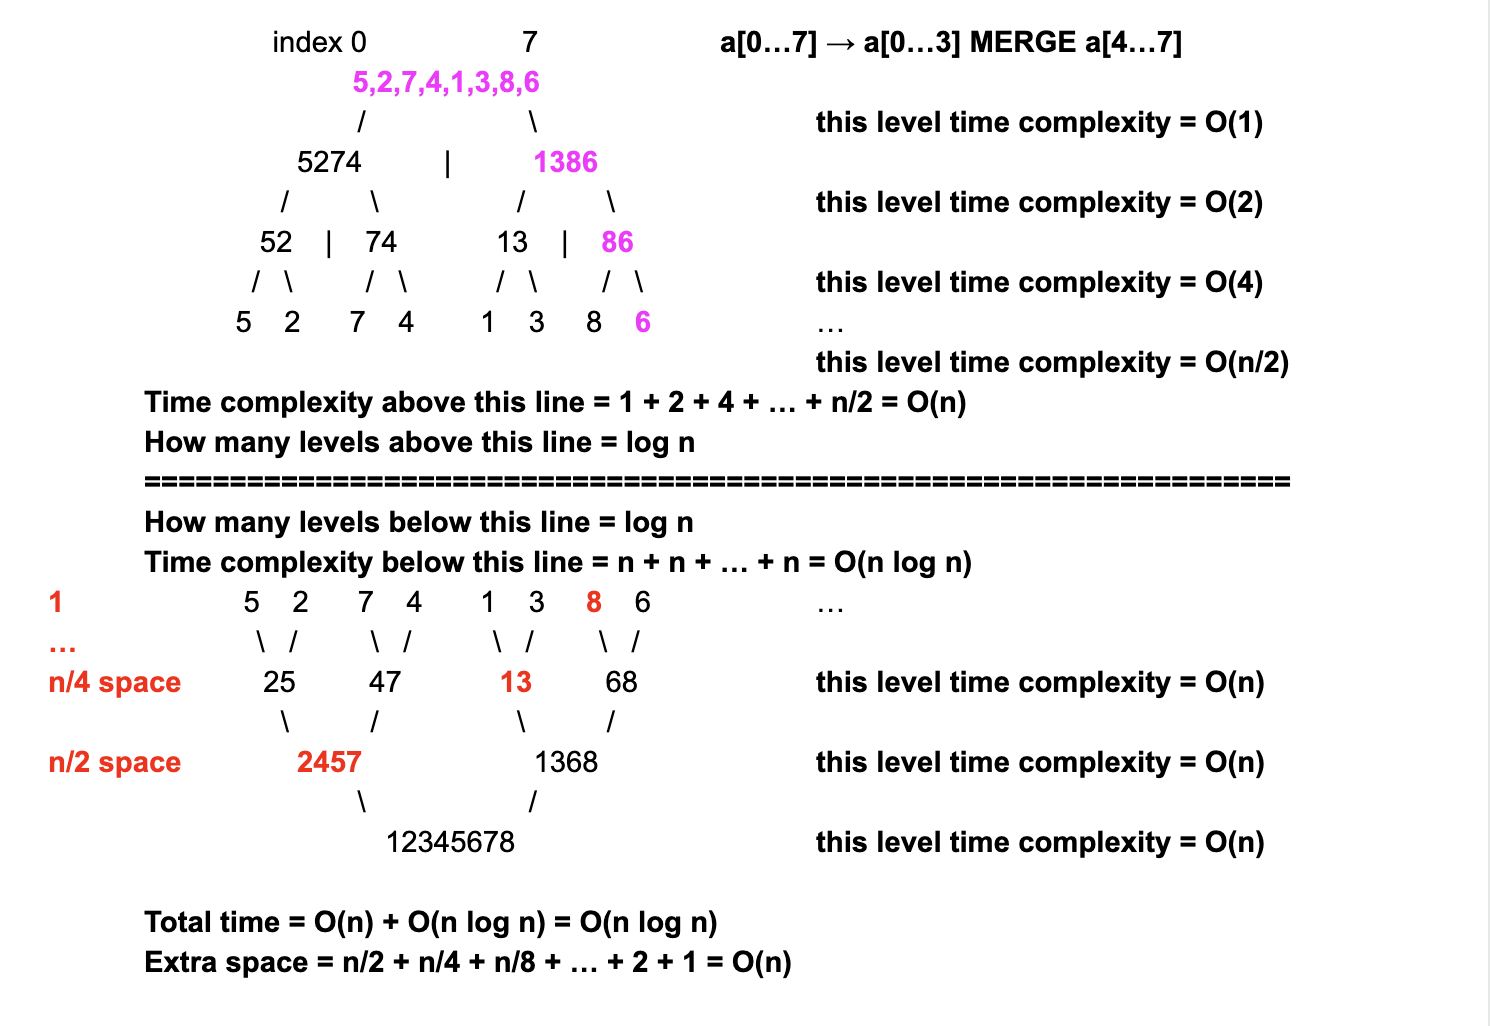 index 0 7 a[0...7] → a[0...3] MERGE a[4...7]
5,2,7,4,1,3,8,6
/ \ this level time complexity = O(1)
5274 | 1386
/ \ / \ this level time complexity = O(2)
52 | 74 13 | 86
/ \ / \ / \ / \ this level time complexity = O(4)
5 2 7 4 1 3 8 6 ...
this level time complexity = O(n/2)
Time complexity above this line = 1 + 2 + 4 + ... + n/2 = O(n)
How many levels above this line = log n
======================================================================
How many levels below this line = log n
Time complexity below this line = n + n + ... + n = O(n log n)
1 5 2 7 4 1 3 8 6 ...
... \ / \ / \ / \ /
n/4 space 25 47 13 68 this level time complexity = O(n)
\ / \ /
n/2 space 2457 1368 this level time complexity = O(n)
\ /
12345678 this level time complexity = O(n)
Total time = O(n) + O(n log n) = O(n log n)
Extra space = n/2 + n/4 + n/8 + ... + 2 + 1 = O(n)